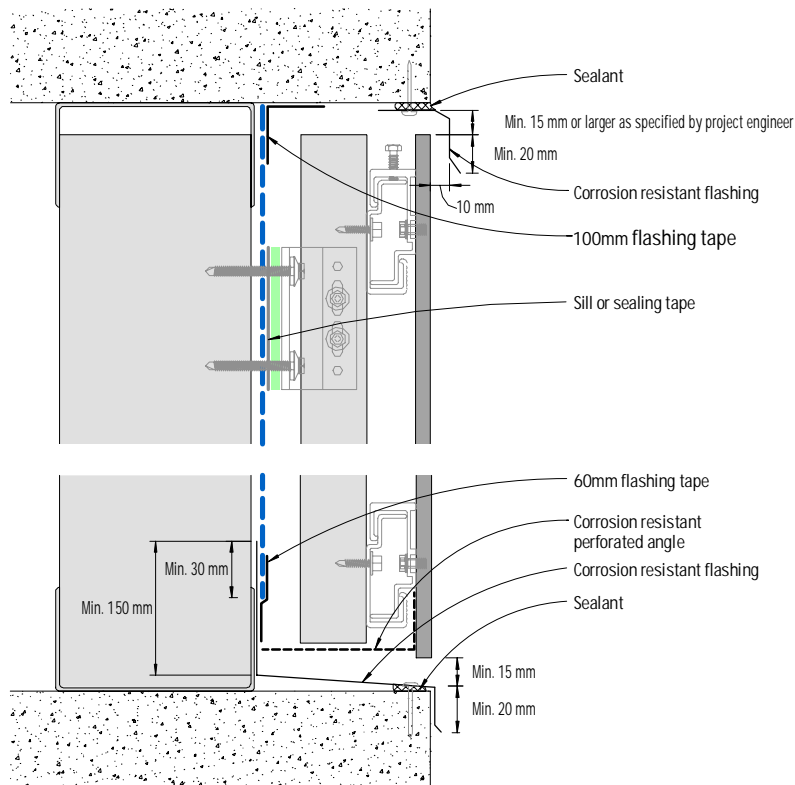 Sealant
Min. 15 mm or larger as specified by project engineer
Min. 20 mm
Corrosion resistant flashing
10 mm
100mm flashing tape
Sill or sealing tape
60mm flashing tape
Corrosion resistant
perforated angle
Min. 30 mm
Corrosion resistant flashing
Min. 150 mm
Sealant
Min. 15 mm
Min. 20 mm